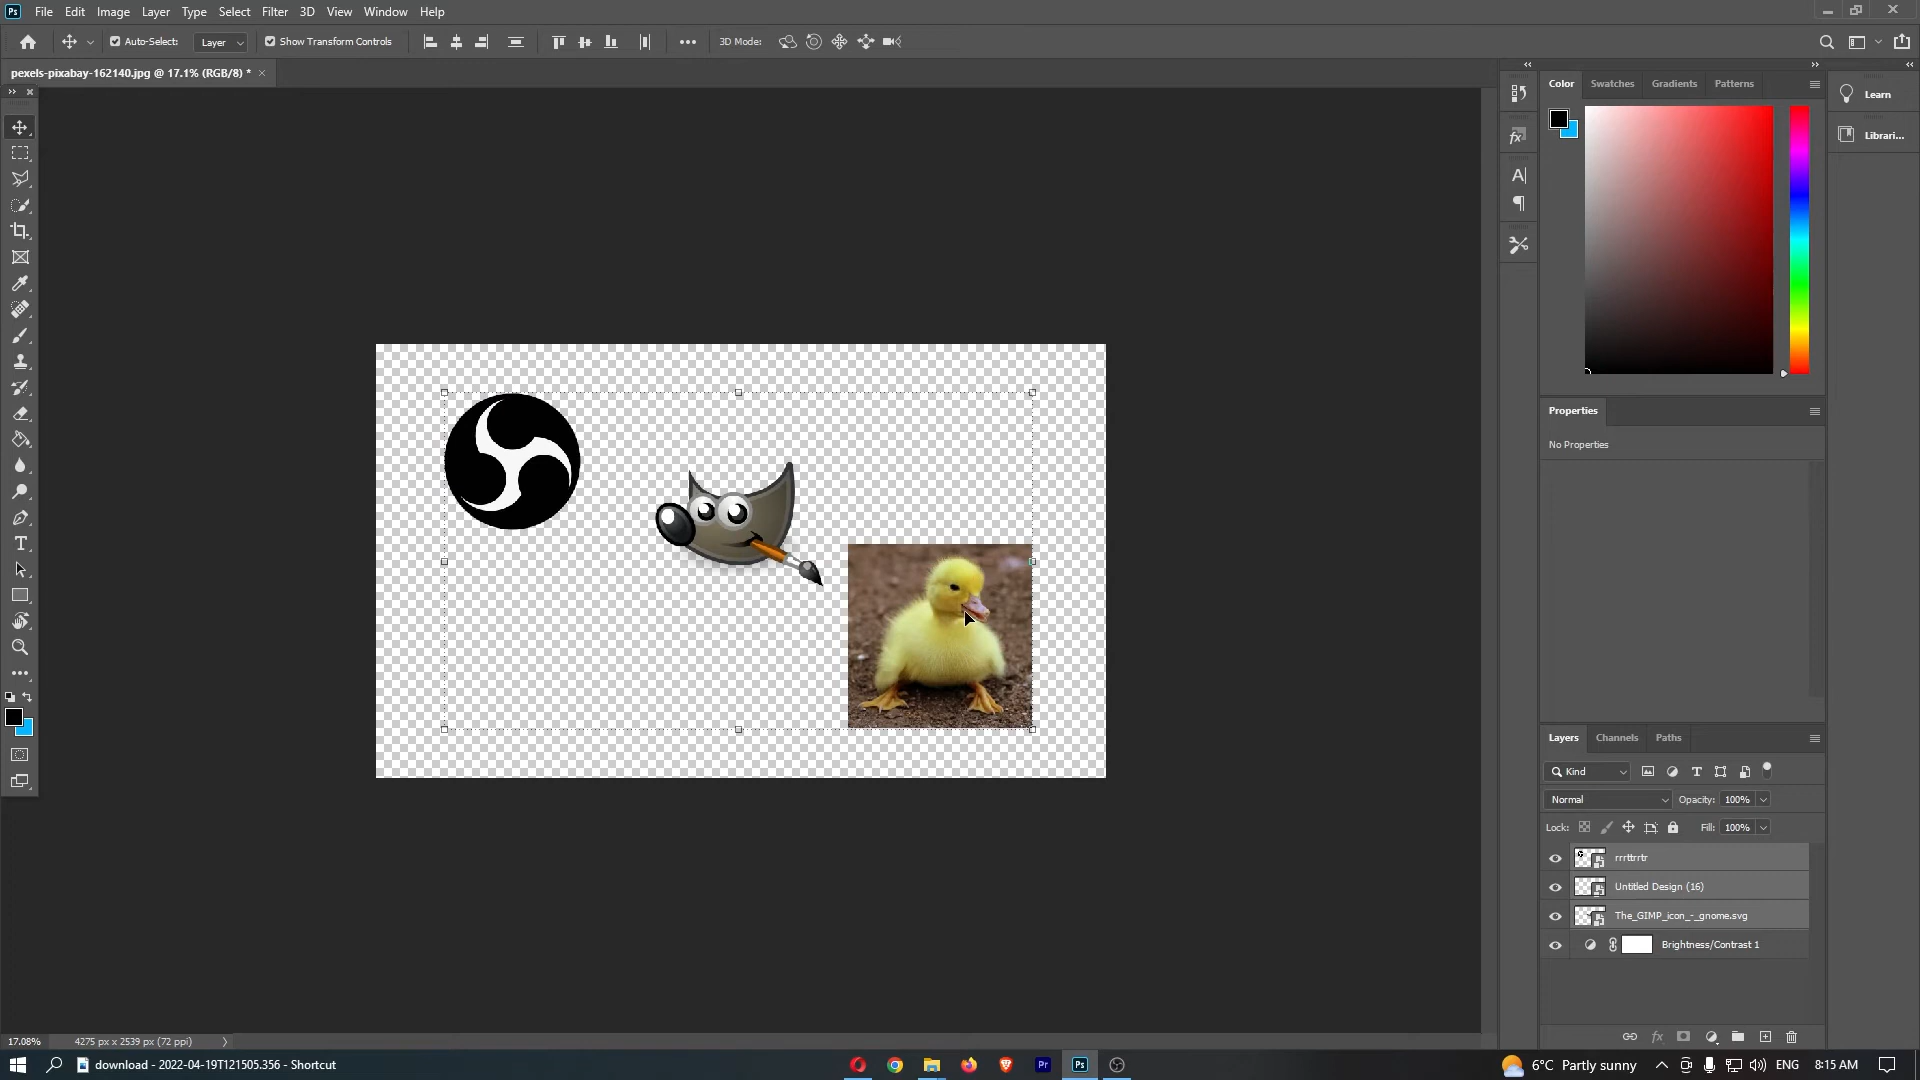 Ps File Edit Image Layer Type Select Filter 3D View Window Help
Auto-Select: Layer Show Transform Controls 3D Mode:
pexels-pixabay-162140.jpg @ 17.1% (RGB/8) *
Color Swatches Gradients Patterns
Learn
Librari...
Properties
No Properties
Layers Channels Paths
Kind
Normal Opacity: 100%
Lock: Fill: 100%
rrrttrrtr
Untitled Design (16)
The_GIMP_icon_-_gnome.svg
Brightness/Contrast 1
17.08% 4275 px x 2539 px (72 ppi)
download - 2022-04-19T121505.356 - Shortcut
Pr Ps
6°C Partly sunny ENG 8:15 AM